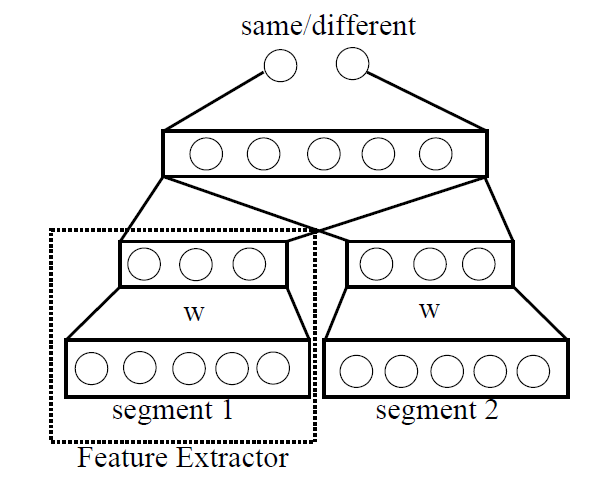 same/different
w
w
segment 1
segment 2
Feature Extractor